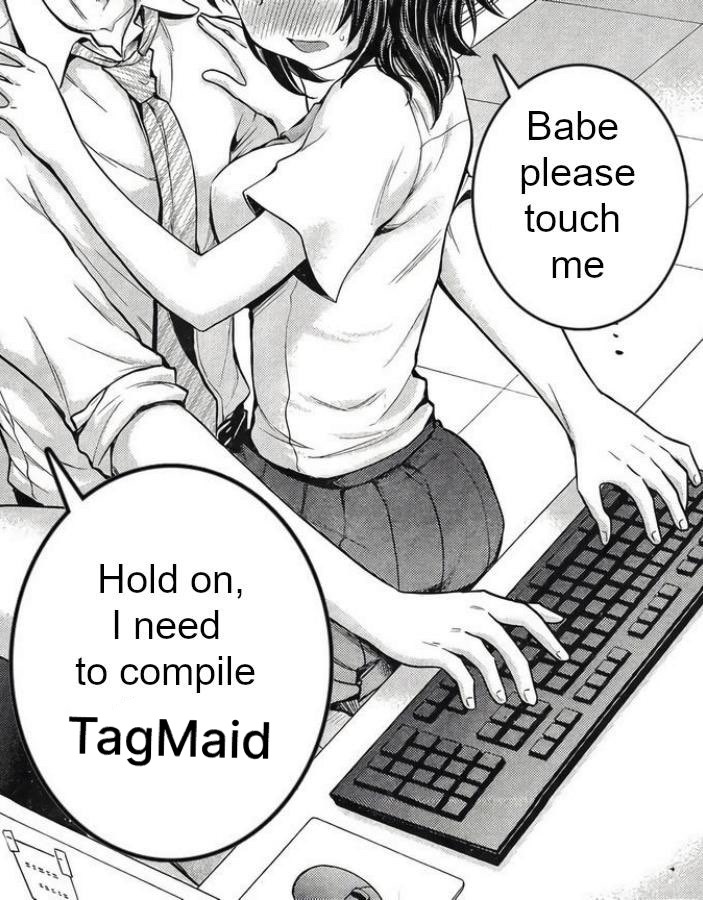 Babe
please
touch
me
Hold on,
I need
to compile
TagMaid